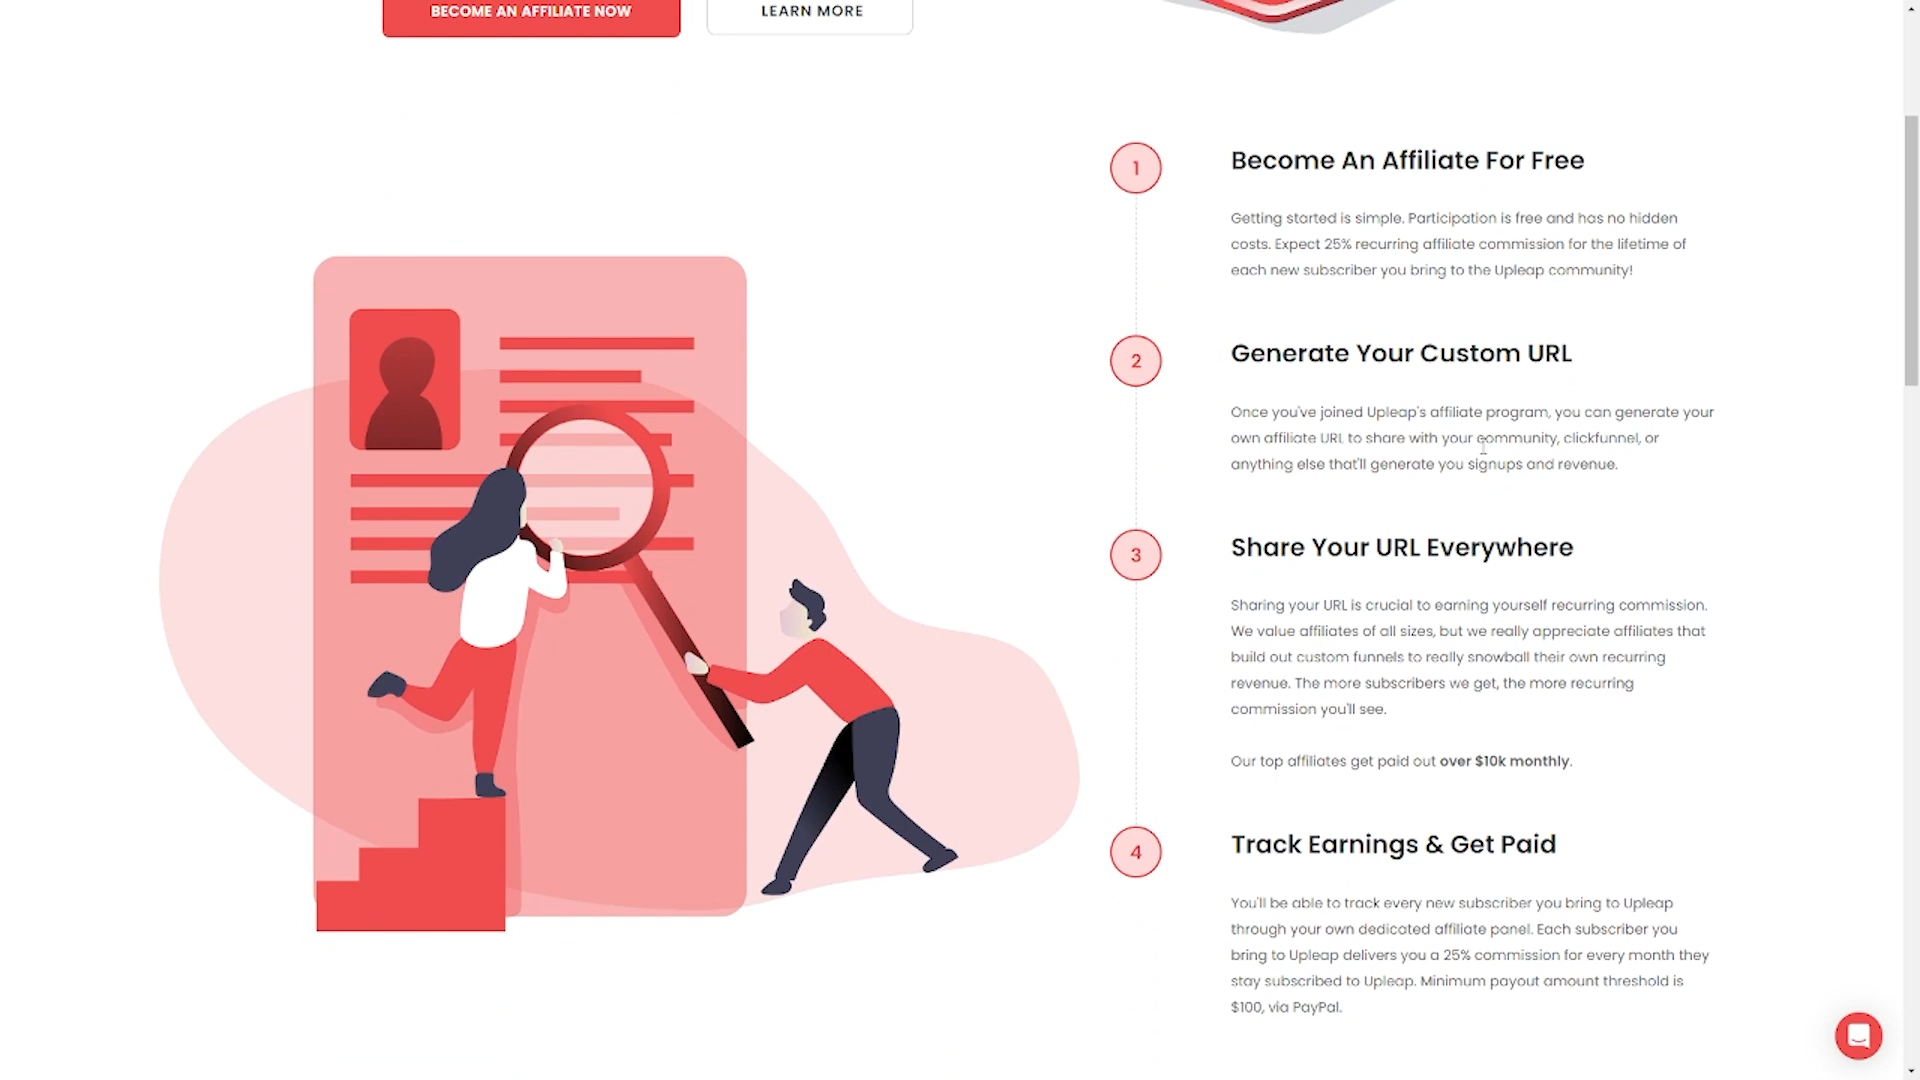 BECOME AN AFFILIATE NOW
LEARN MORE
1
Become An Affiliate For Free
Getting started is simple. Participation is free and has no hidden
costs. Expect 25% recurring affiliate commission for the lifetime of
each new subscriber you bring to the Upleap community!
2
Generate Your Custom URL
Once you've joined Upleap's affiliate program, you can generate your
own affiliate URL to share with your community, clickfunnel, or
anything else that'll generate you signups and revenue.
3
Share Your URL Everywhere
Sharing your URL is crucial to earning yourself recurring commission.
We value affiliates of all sizes, but we really appreciate affiliates that
build out custom funnels to really snowball their own recurring
revenue. The more subscribers we get, the more recurring
commission you'll see.
Our top affiliates get paid out over $10k monthly.
4
Track Earnings & Get Paid
You'll be able to track every new subscriber you bring to Upleap
through your own dedicated affiliate panel. Each subscriber you
bring to Upleap delivers you a 25% commission for every month they
stay subscribed to Upleap. Minimum payout amount threshold is
$100, via PayPal.